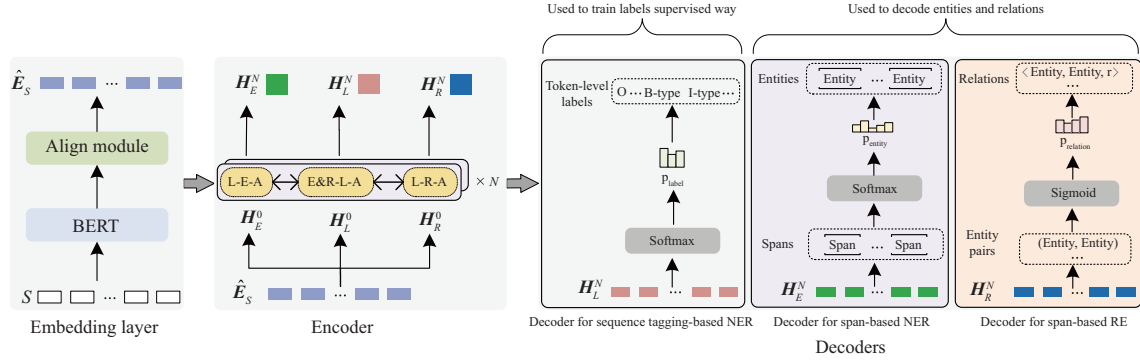 Used to train labels supervised way
Used to decode entities and relations
Ê_S
Align module
BERT
S ...
Embedding layer
H_E^N H_L^N H_R^N
L-E-A E&R-L-A L-R-A × N
H_E^0 H_L^0 H_R^0
Ê_S ...
Encoder
Token-level
labels
O ··· B-type I-type ···
p_label
Softmax
H_L^N ...
Decoder for sequence tagging-based NER
Entities Entity ... Entity
p_entity
Softmax
Spans Span ... Span
H_E^N ...
Decoder for span-based NER
Relations <Entity, Entity, r>
...
p_relation
Sigmoid
Entity
pairs
(Entity, Entity)
...
H_R^N ...
Decoder for span-based RE
Decoders